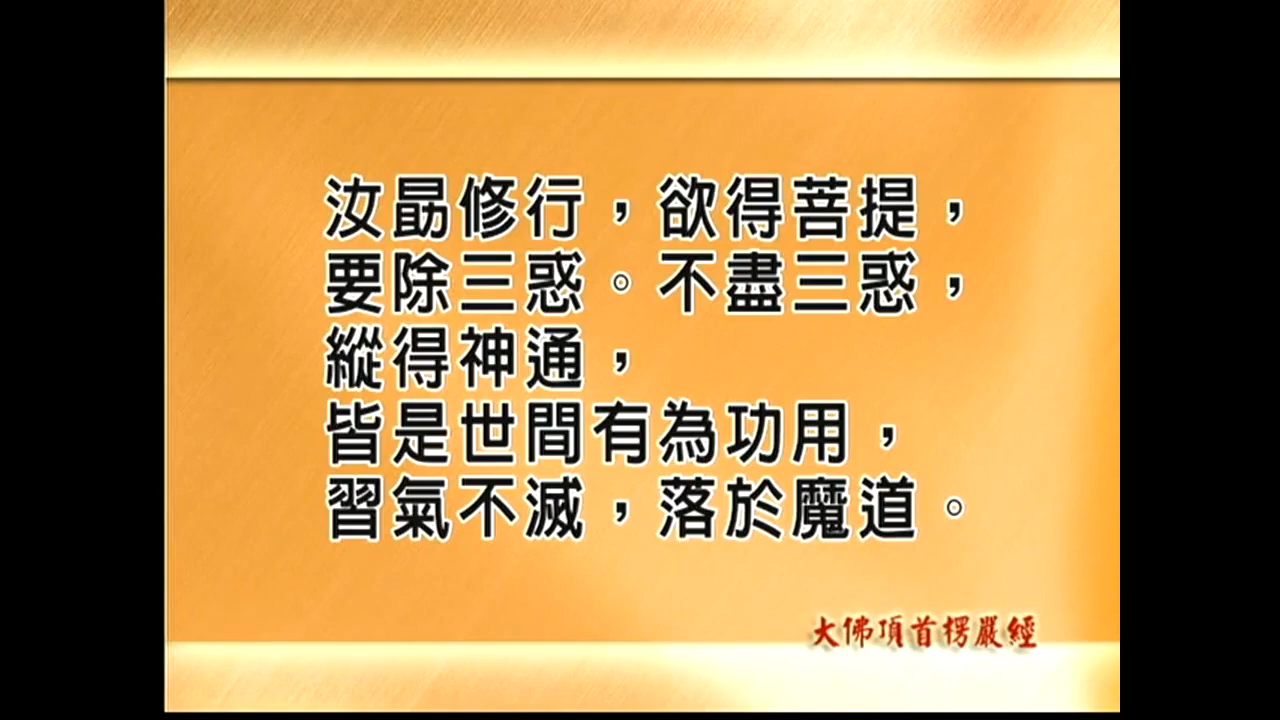 汝勗修行，欲得菩提，
要除三惑。不盡三惑，
縱得神通，
皆是世間有為功用，
習氣不滅，落於魔道。
大佛頂首楞嚴經